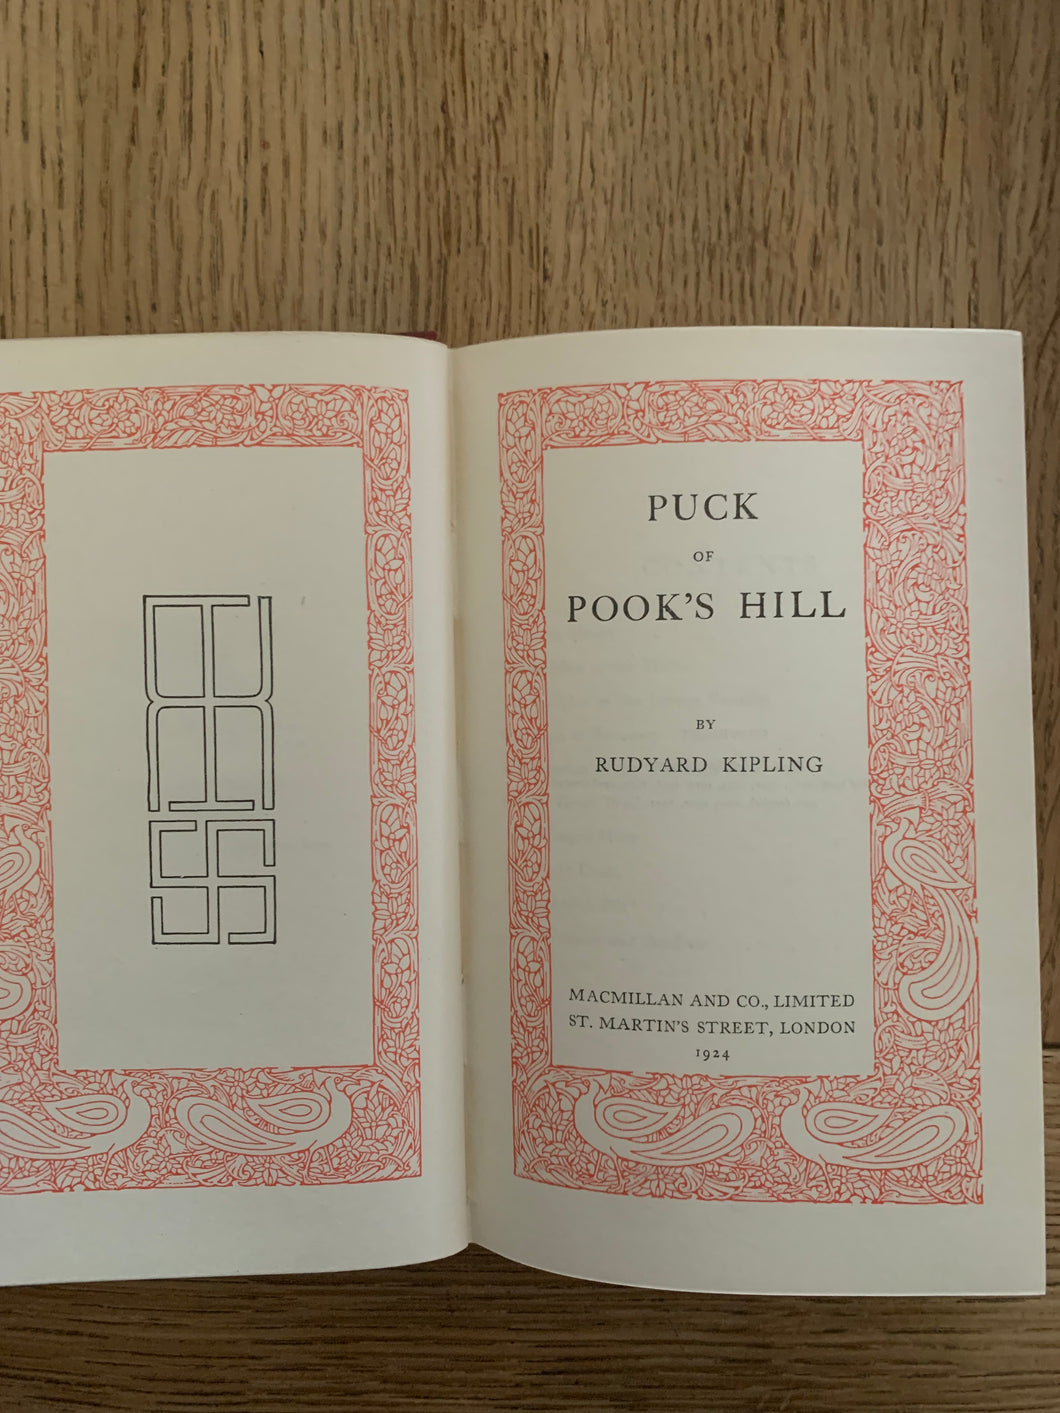 PUCK
OF
POOK'S HILL
BY
RUDYARD KIPLING
MACMILLAN AND CO., LIMITED
ST. MARTIN'S STREET, LONDON
1924